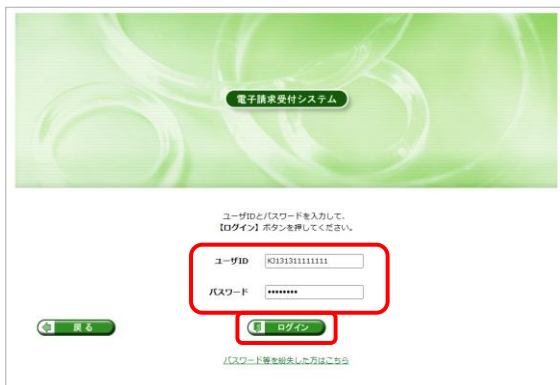 電子請求受付システム
ユーザIDとパスワードを入力して、
【ログイン】ボタンを押してください。
ユーザID KJ131311111111
パスワード ••••••••
戻る ログイン
パスワード等を紛失した方はこちら